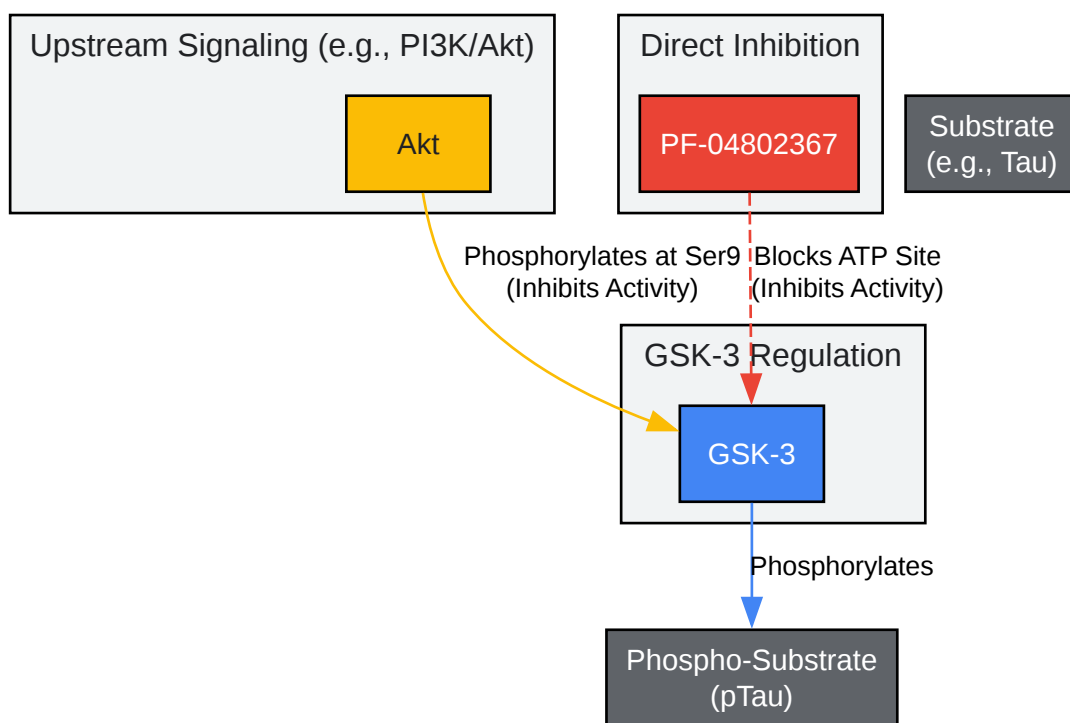 Upstream Signaling (e.g., PI3K/Akt)
Direct Inhibition
Akt
PF-04802367
Substrate
(e.g., Tau)
Phosphorylates at Ser9
(Inhibits Activity)
Blocks ATP Site
(Inhibits Activity)
GSK-3 Regulation
GSK-3
Phosphorylates
Phospho-Substrate
(pTau)